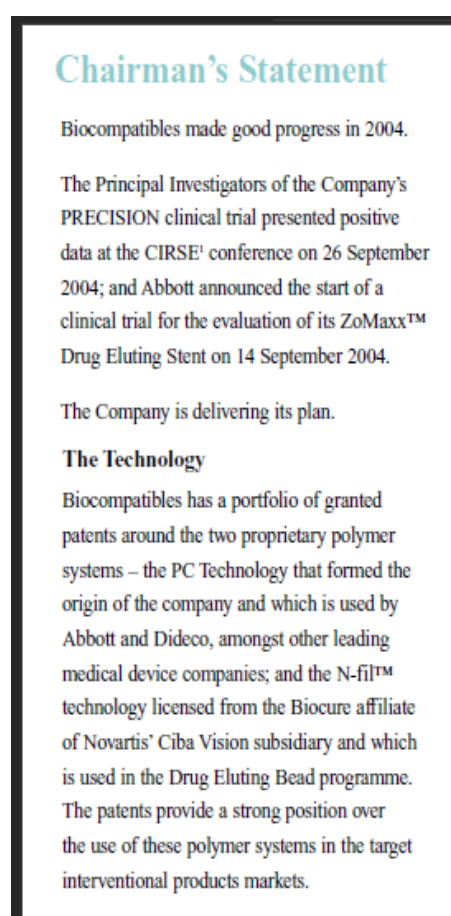 Chairman's Statement
Biocompatibles made good progress in 2004.
The Principal Investigators of the Company's
PRECISION clinical trial presented positive
data at the CIRSE¹ conference on 26 September
2004; and Abbott announced the start of a
clinical trial for the evaluation of its ZoMaxx™
Drug Eluting Stent on 14 September 2004.
The Company is delivering its plan.
The Technology
Biocompatibles has a portfolio of granted
patents around the two proprietary polymer
systems – the PC Technology that formed the
origin of the company and which is used by
Abbott and Dideco, amongst other leading
medical device companies; and the N-fil™
technology licensed from the Biocure affiliate
of Novartis' Ciba Vision subsidiary and which
is used in the Drug Eluting Bead programme.
The patents provide a strong position over
the use of these polymer systems in the target
interventional products markets.